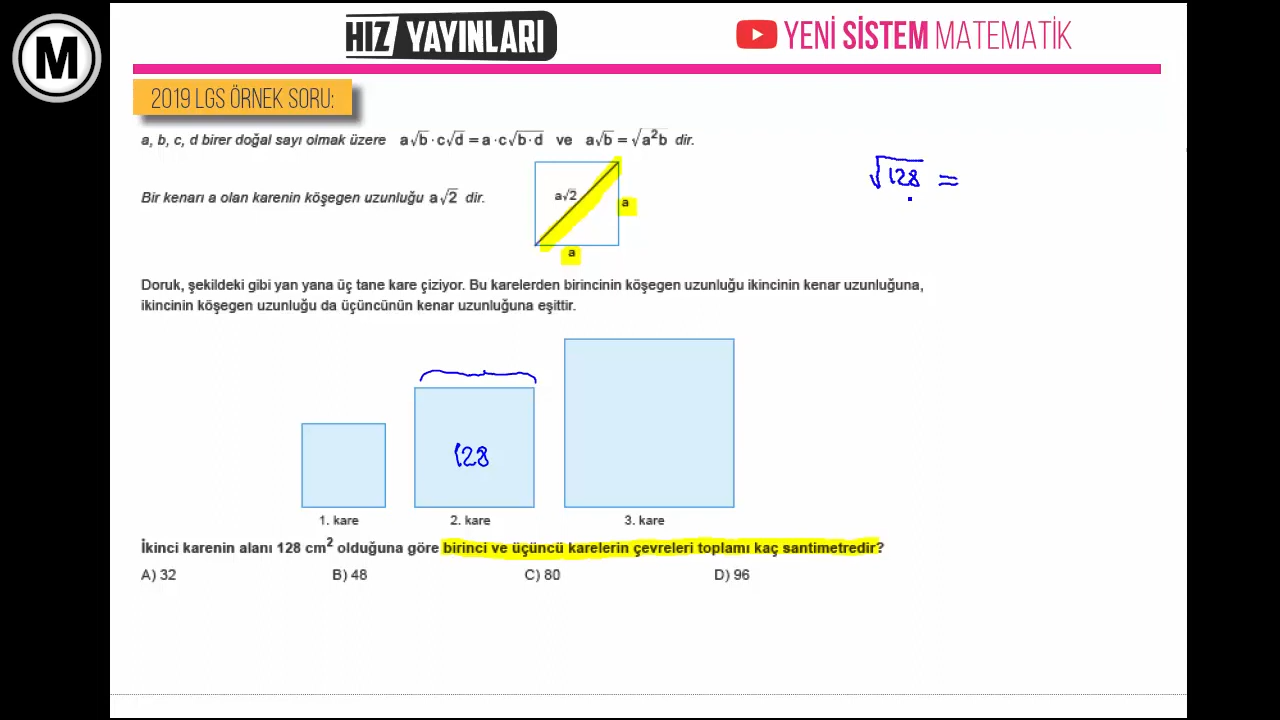 M
HIZ YAYINLARI
YENİ SİSTEM MATEMATİK
2019 LGS ÖRNEK SORU:
a, b, c, d birer doğal sayı olmak üzere a√b · c√d = a · c√b · d ve a√b = √a²b dir.
√128 =
Bir kenarı a olan karenin köşegen uzunluğu a√2 dir.
a√2
a
a
Doruk, şekildeki gibi yan yana üç tane kare çiziyor. Bu karelerden birincinin köşegen uzunluğu ikincinin kenar uzunluğuna,
ikincinin köşegen uzunluğu da üçüncünün kenar uzunluğuna eşittir.
128
1. kare 2. kare 3. kare
İkinci karenin alanı 128 cm² olduğuna göre birinci ve üçüncü karelerin çevreleri toplamı kaç santimetredir?
A) 32 B) 48 C) 80 D) 96